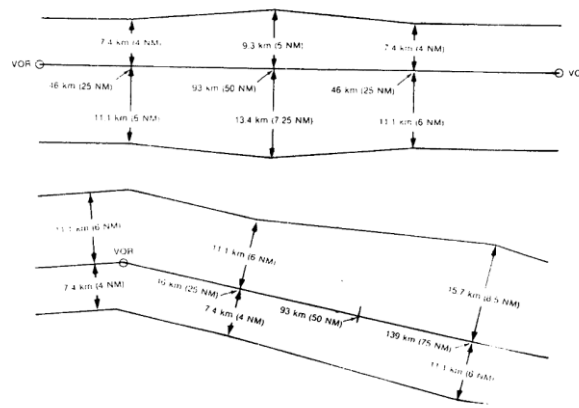 7.4 km (4 NM)
9.3 km (5 NM)
7.4 km (4 NM)
VOR
VO
46 km (25 NM)
93 km (50 NM)
46 km (25 NM)
11.1 km (6 NM)
13.4 km (7.25 NM)
11.1 km (6 NM)
11.1 km (6 NM)
VOR
11.1 km
(6 NM)
7.4 km (4 NM)
46 km (25 NM)
7.4 km (4 NM)
93 km (50 NM)
15.7 km (8.5 NM)
139 km (75 NM)
11.1 km (6 NM)